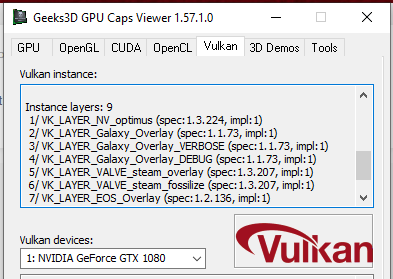 Geeks3D GPU Caps Viewer 1.57.1.0
GPU OpenGL CUDA OpenCL Vulkan 3D Demos Tools
Vulkan instance:
Instance layers: 9
1/ VK_LAYER_NV_optimus (spec:1.3.224, impl:1)
2/ VK_LAYER_Galaxy_Overlay (spec:1.1.73, impl:1)
3/ VK_LAYER_Galaxy_Overlay_VERBOSE (spec:1.1.73, impl:1)
4/ VK_LAYER_Galaxy_Overlay_DEBUG (spec:1.1.73, impl:1)
5/ VK_LAYER_VALVE_steam_overlay (spec:1.3.207, impl:1)
6/ VK_LAYER_VALVE_steam_fossilize (spec:1.3.207, impl:1)
7/ VK_LAYER_EOS_Overlay (spec:1.2.136, impl:1)
Vulkan devices:
1: NVIDIA GeForce GTX 1080
Vulkan